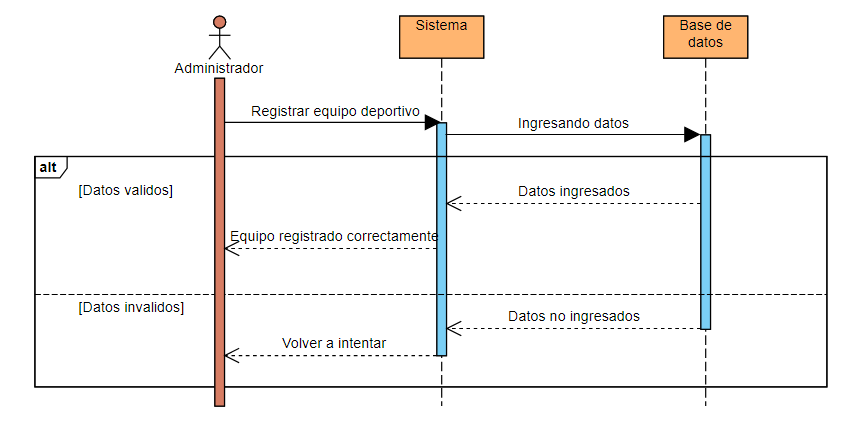 Sistema
Base de
datos
Administrador
Registrar equipo deportivo
Ingresando datos
alt
[Datos validos]
Datos ingresados
Equipo registrado correctamente
[Datos invalidos]
Datos no ingresados
Volver a intentar